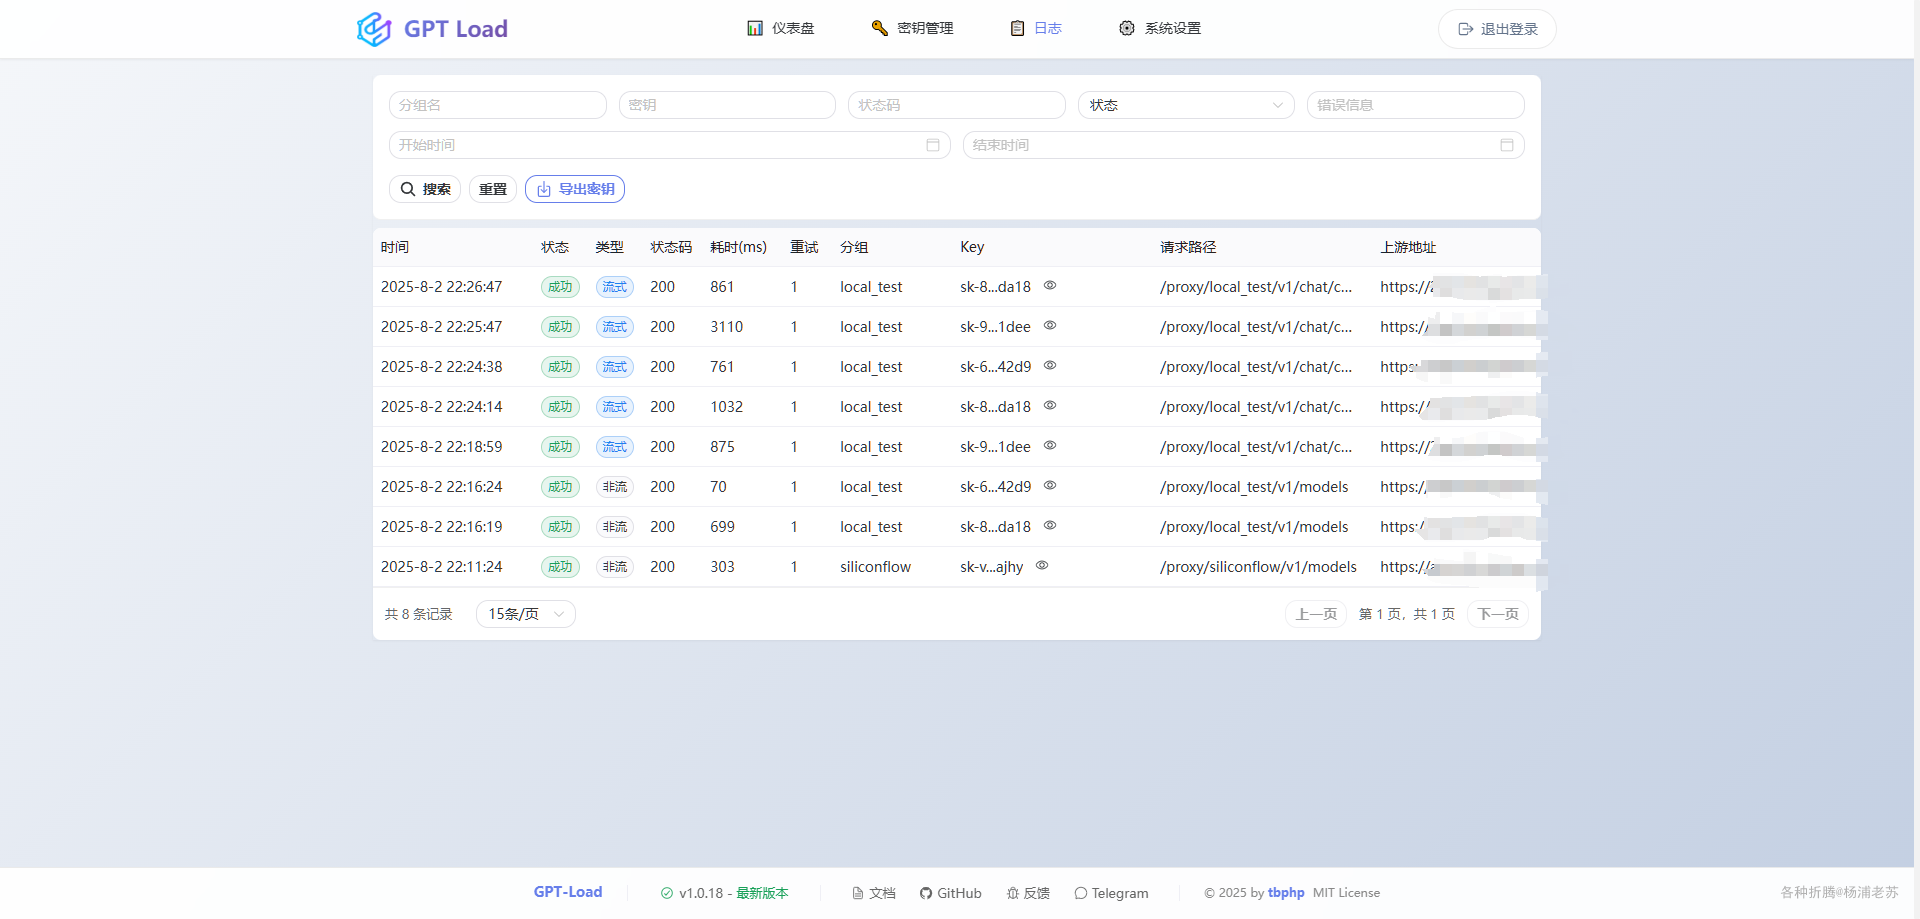 GPT Load 仪表盘 密钥管理 日志 系统设置 退出登录
分组名 密钥 状态码 状态 错误信息
开始时间 结束时间
搜索 重置 导出密钥
时间 状态 类型 状态码 耗时(ms) 重试 分组 Key 请求路径 上游地址
2025-8-2 22:26:47 成功 流式 200 861 1 local_test sk-8...da18 /proxy/local_test/v1/chat/c... https://
2025-8-2 22:25:47 成功 流式 200 3110 1 local_test sk-9...1dee /proxy/local_test/v1/chat/c... https://
2025-8-2 22:24:38 成功 流式 200 761 1 local_test sk-6...42d9 /proxy/local_test/v1/chat/c... https:
2025-8-2 22:24:14 成功 流式 200 1032 1 local_test sk-8...da18 /proxy/local_test/v1/chat/c... https://
2025-8-2 22:18:59 成功 流式 200 875 1 local_test sk-9...1dee /proxy/local_test/v1/chat/c... https://
2025-8-2 22:16:24 成功 非流 200 70 1 local_test sk-6...42d9 /proxy/local_test/v1/models https://
2025-8-2 22:16:19 成功 非流 200 699 1 local_test sk-8...da18 /proxy/local_test/v1/models https:
2025-8-2 22:11:24 成功 非流 200 303 1 siliconflow sk-v...ajhy /proxy/siliconflow/v1/models https://
共 8 条记录 15条/页 上一页 第 1 页，共 1 页 下一页
GPT-Load v1.0.18 - 最新版本 文档 GitHub 反馈 Telegram © 2025 by tbphp MIT License 各种折腾@杨浦老苏